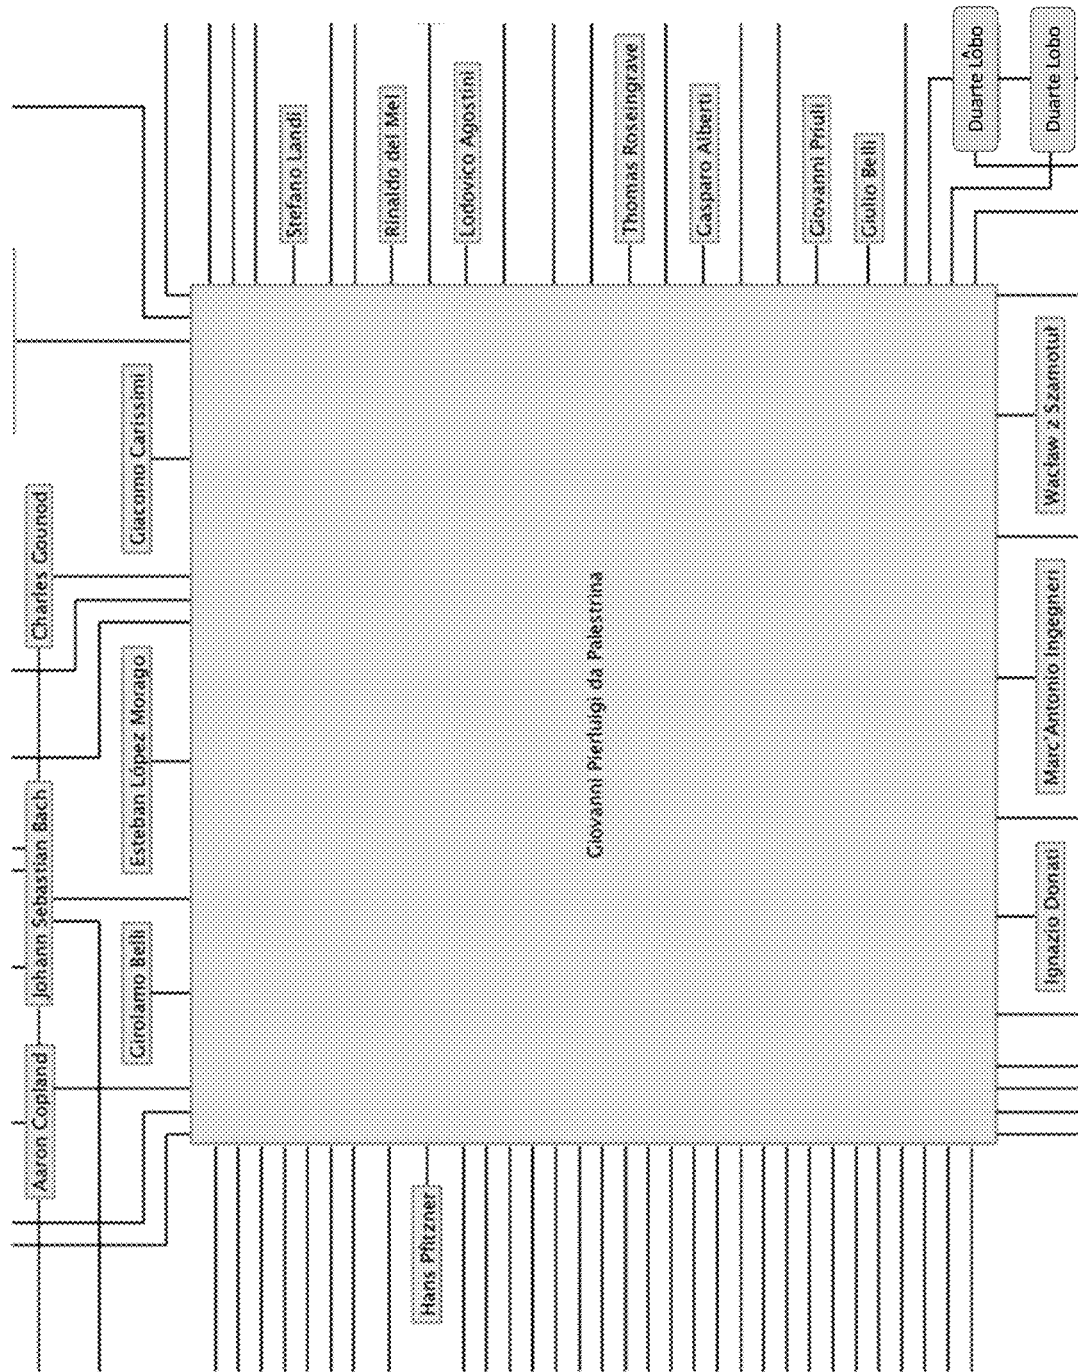 Aaron Copland
Johann Sebastian Bach
Charles Gounod
Girolamo Belli
Esteban López Morago
Giacomo Carissimi
Stefano Landi
Rinaldo del Mel
Hans Pfitzner
Lodovico Agostini
Giovanni Pierluigi da Palestrina
Thomas Rosengrave
Gasparo Alberti
Giovanni Priuli
Giulio Belli
Duarte Lôbo
Ignazio Donati
Marc'Antonio Ingegneri
Wacław z Szamotuł
Duarte Lobo